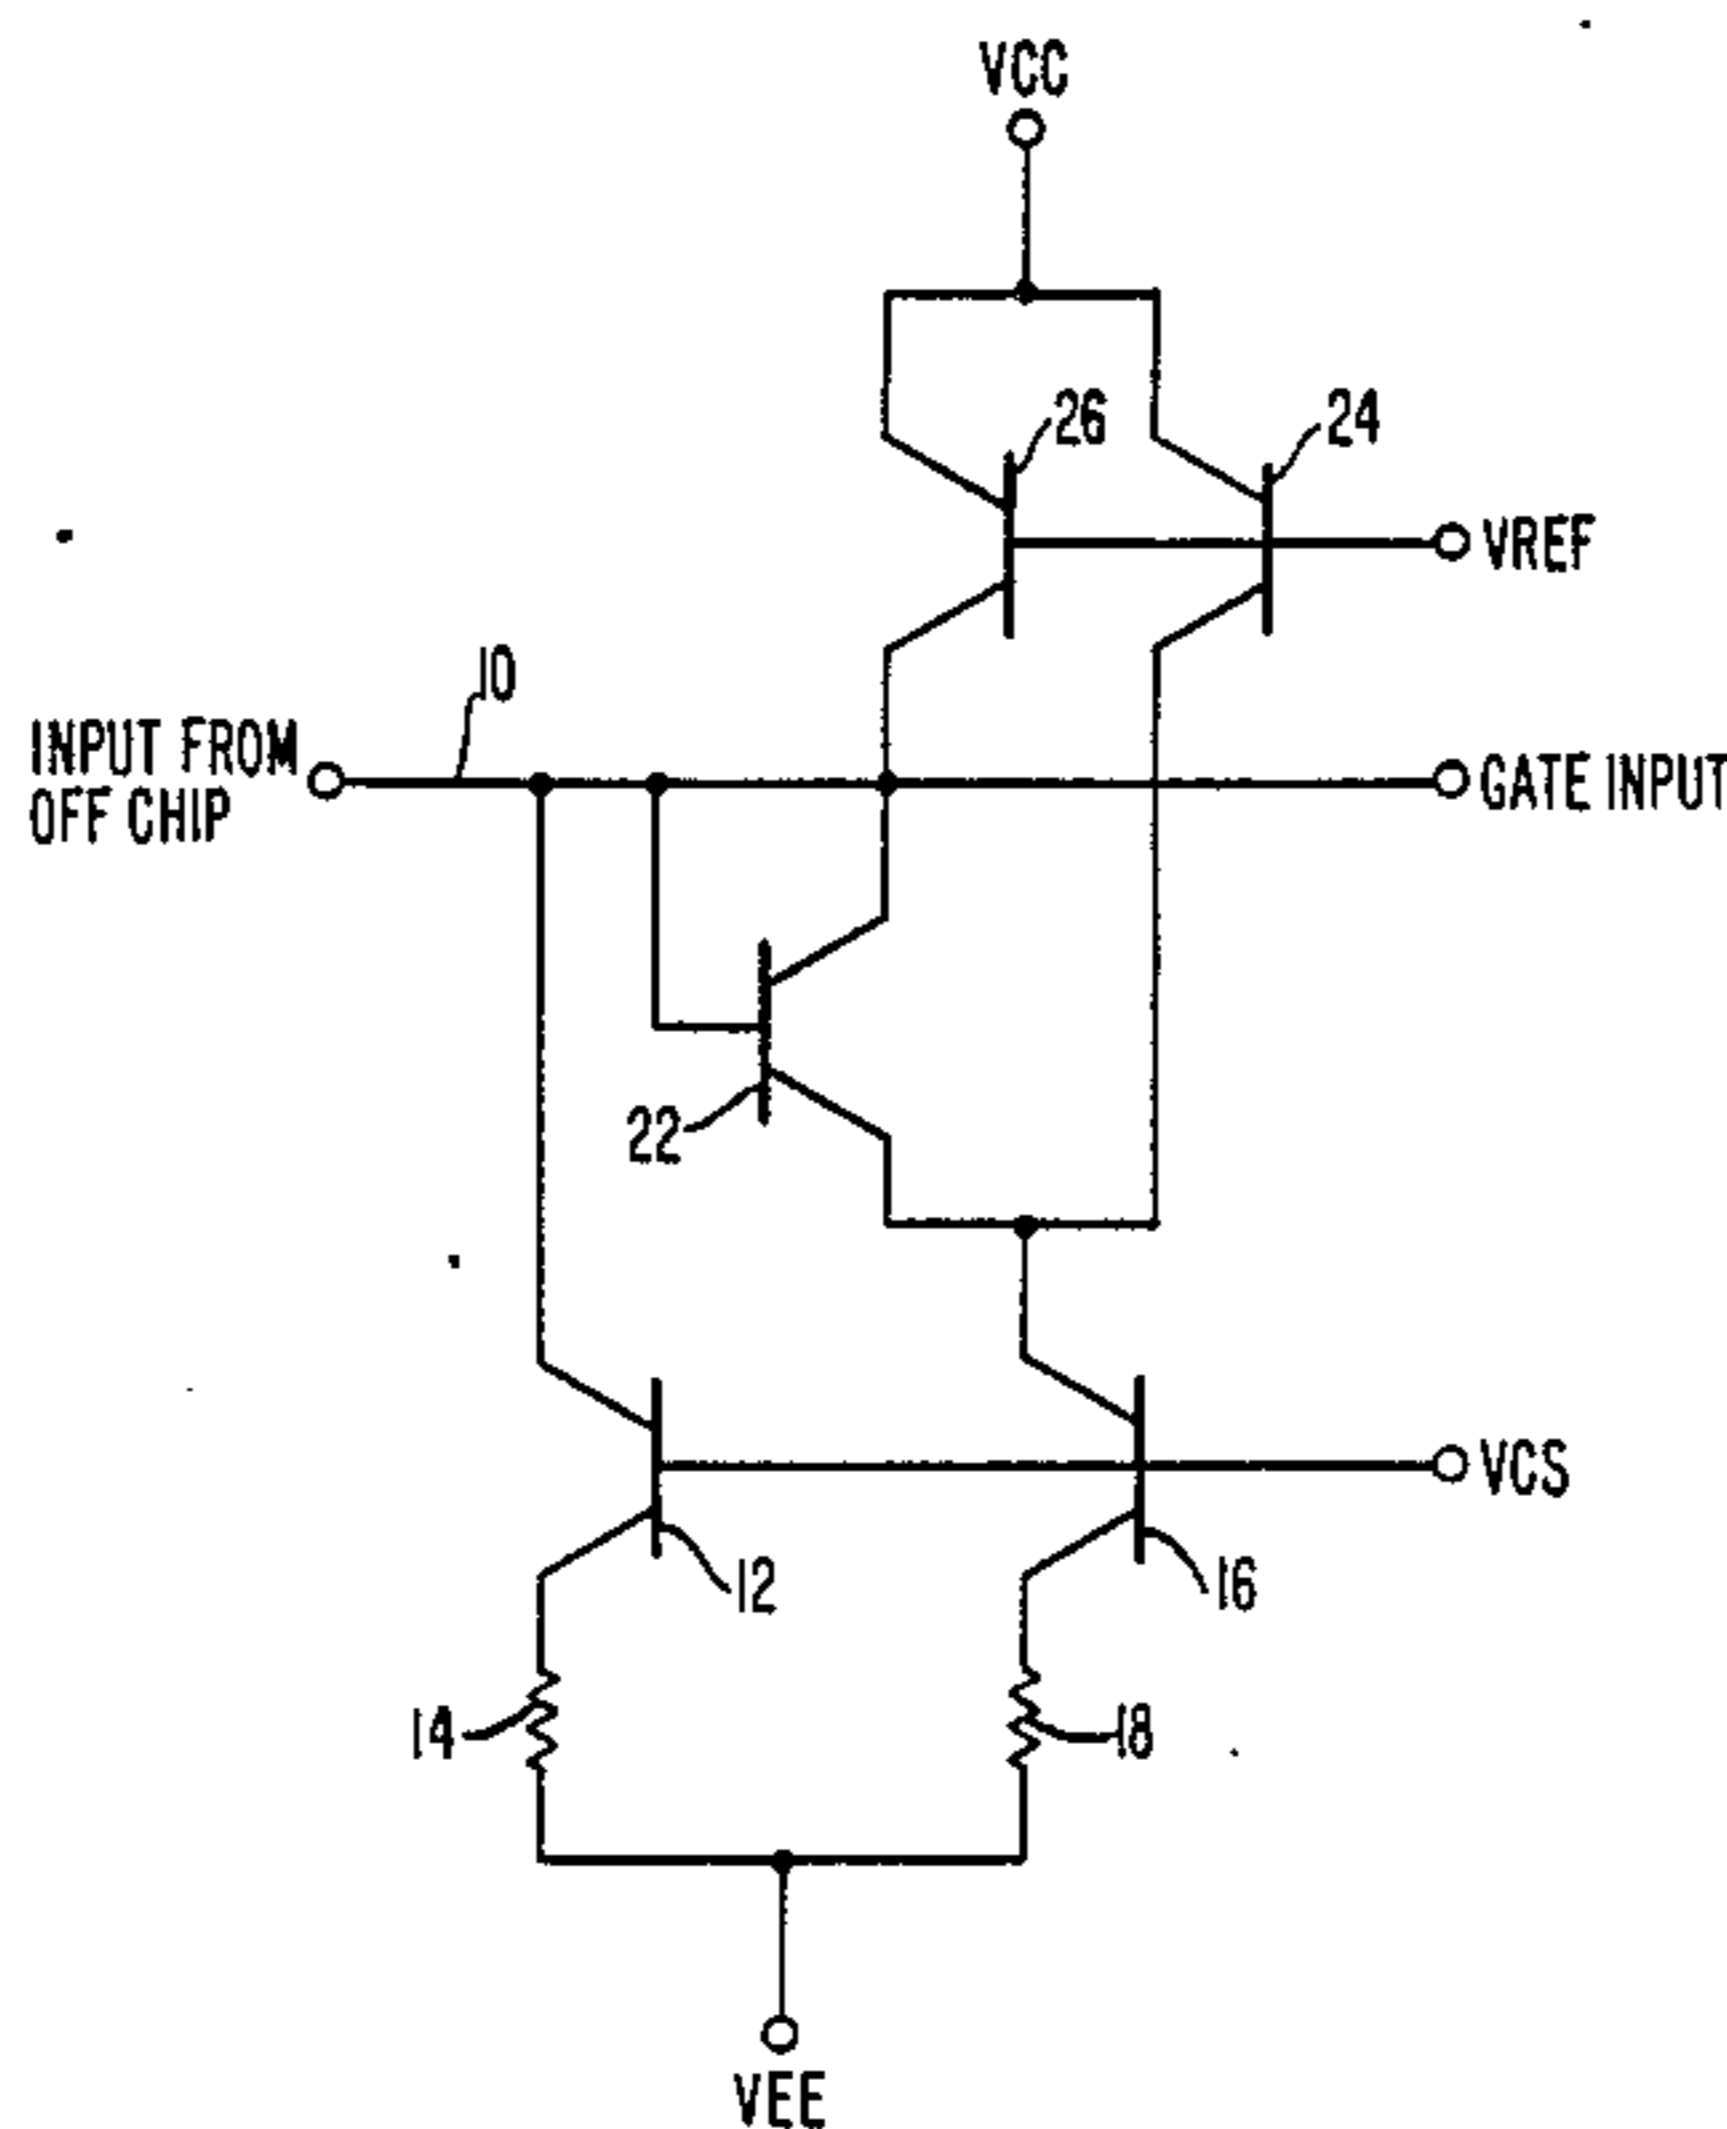 VCC
26
24
VREF
10
INPUT FROM
OFF CHIP
GATE INPUT
22
VCS
12
16
14
18
VEE